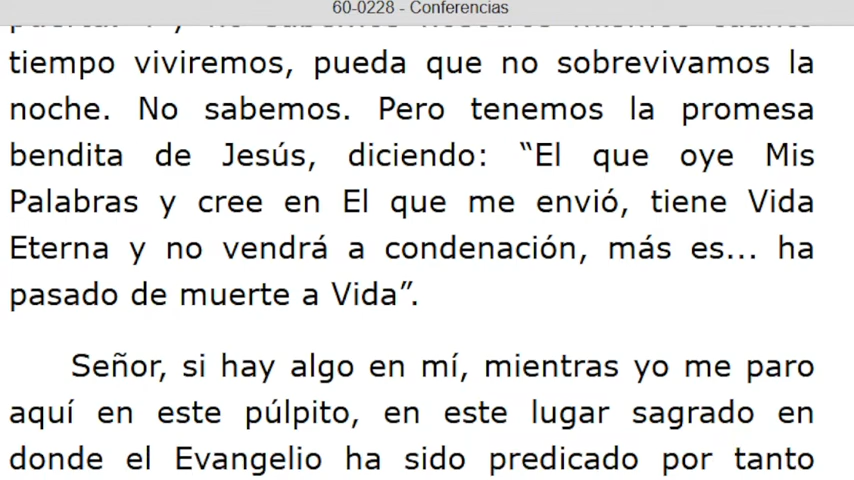 60-0228 - Conferencias
tiempo viviremos, pueda que no sobrevivamos la
noche. No sabemos. Pero tenemos la promesa
bendita de Jesús, diciendo: “El que oye Mis
Palabras y cree en El que me envió, tiene Vida
Eterna y no vendrá a condenación, más es... ha
pasado de muerte a Vida”.
Señor, si hay algo en mí, mientras yo me paro
aquí en este púlpito, en este lugar sagrado en
donde el Evangelio ha sido predicado por tanto